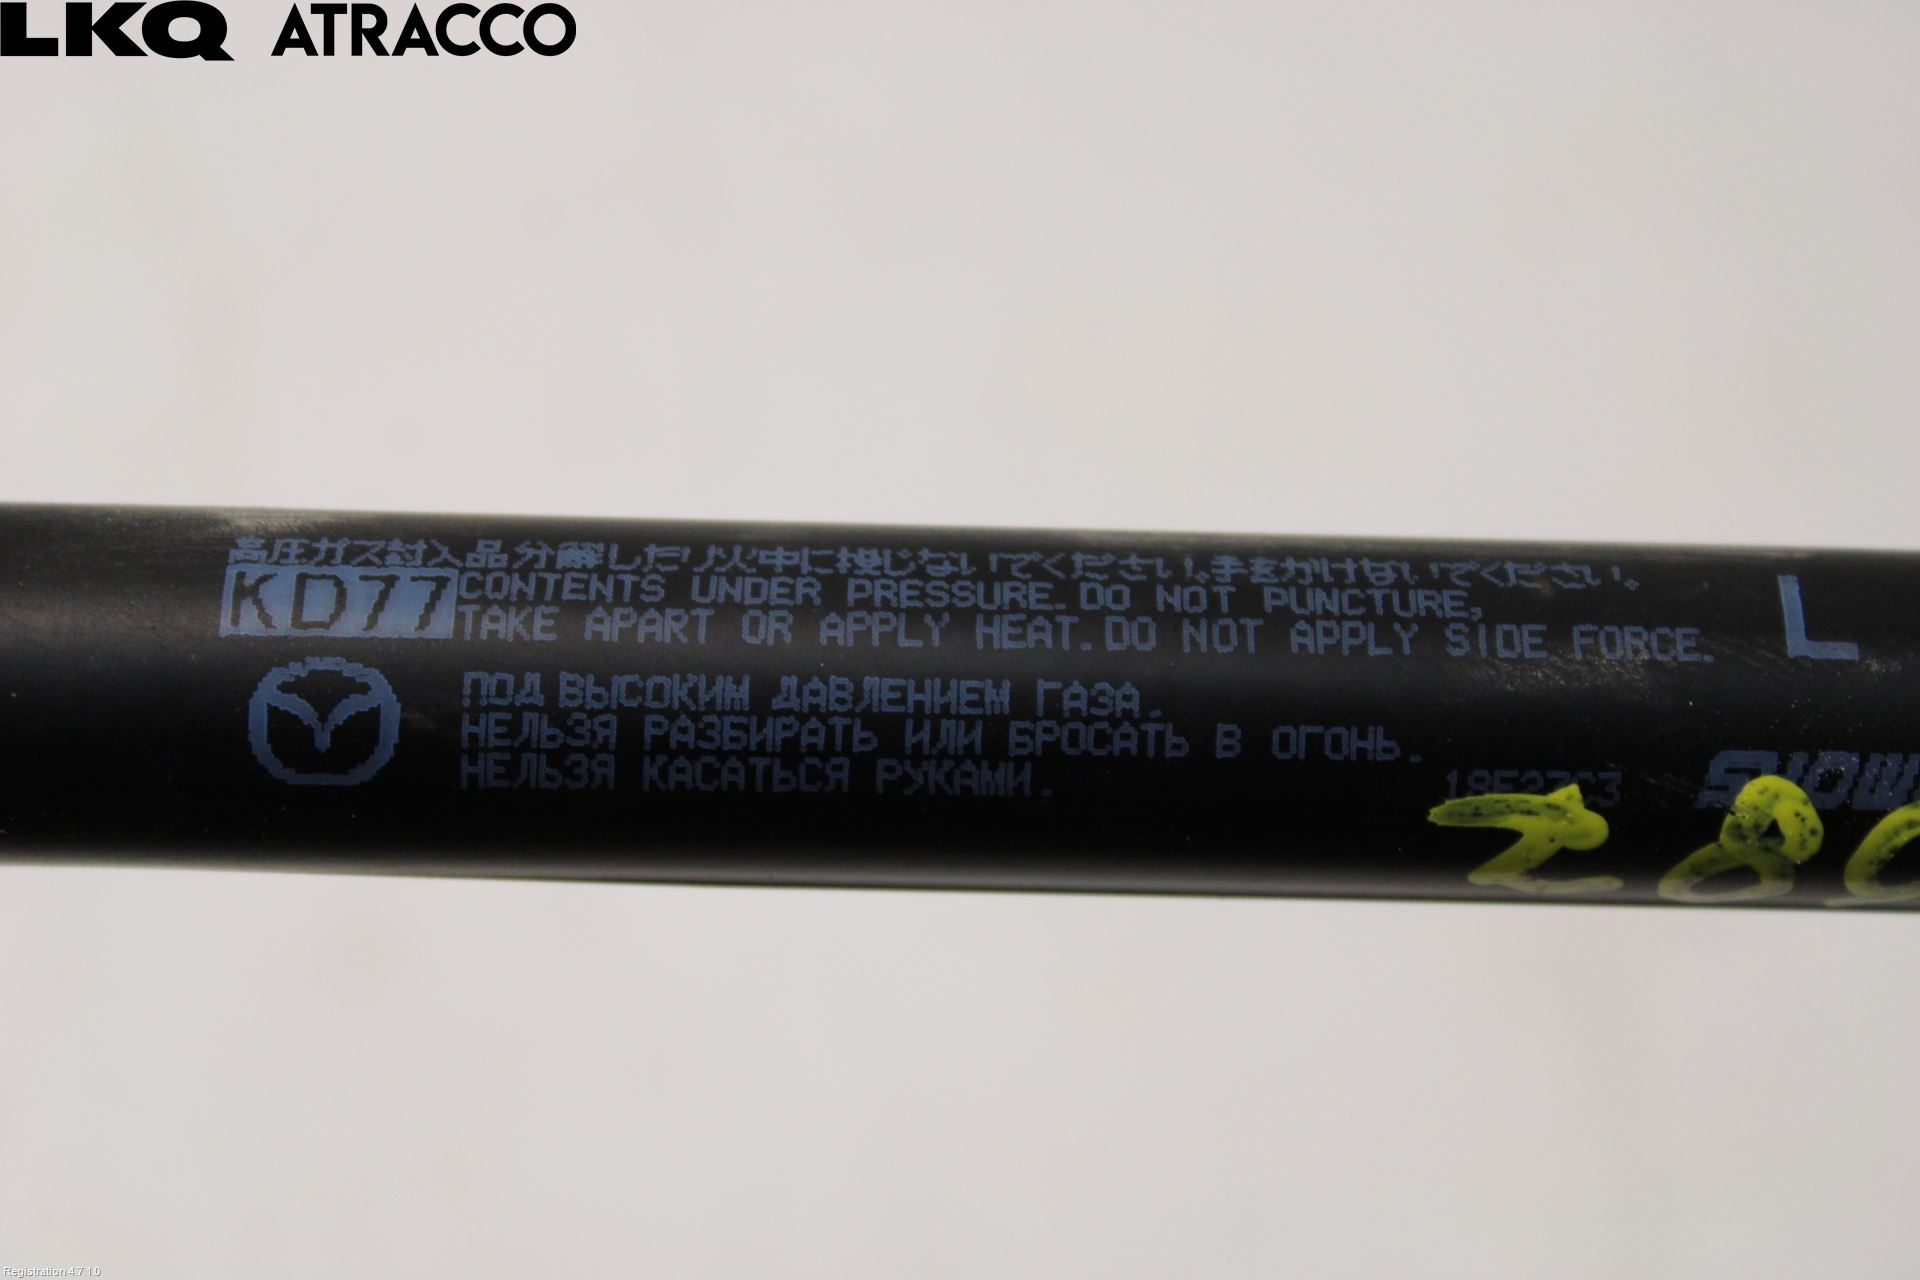 LKQ ATRACCO
高圧ガス封入品分解したり火中に投じないでください。手をかけないでください。
KD77
CONTENTS UNDER PRESSURE. DO NOT PUNCTURE,
TAKE APART OR APPLY HEAT. DO NOT APPLY SIDE FORCE.
L
ПОД ВЫСОКИМ ДАВЛЕНИЕМ ГАЗА.
НЕЛЬЗЯ РАЗБИРАТЬ ИЛИ БРОСАТЬ В ОГОНЬ.
НЕЛЬЗЯ КАСАТЬСЯ РУКАМИ.
Registration 4.7.1.0